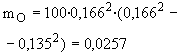 m_O = 100·0,166²·(0,166² −
− 0,135²) = 0,0257